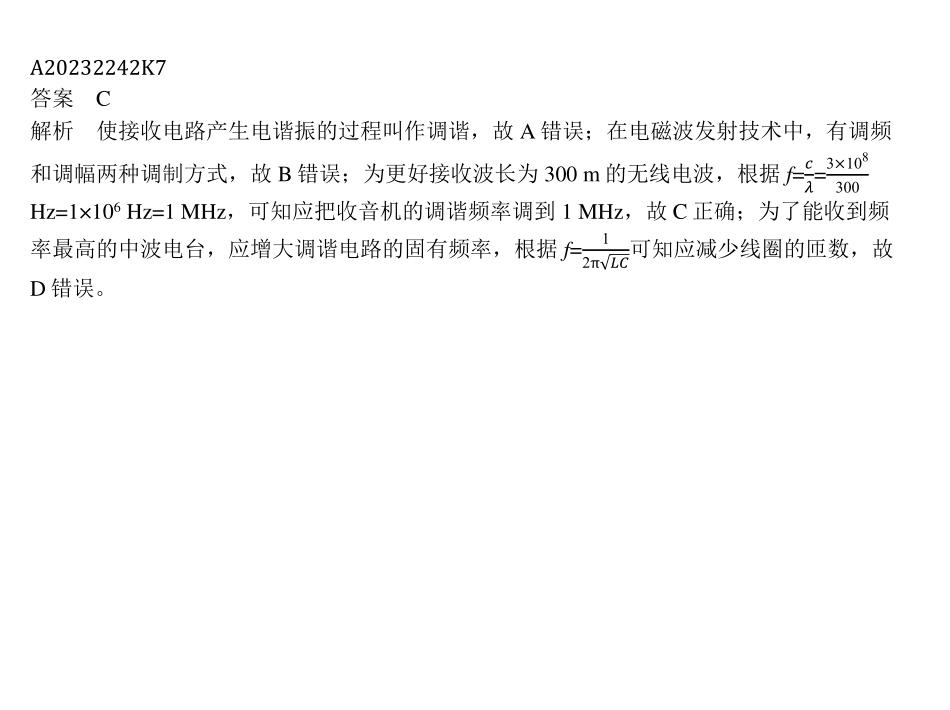 A20232242K7
答案　C
解析　使接收电路产生电谐振的过程叫作调谐，故 A 错误；在电磁波发射技术中，有调频
和调幅两种调制方式，故 B 错误；为更好接收波长为 300 m 的无线电波，根据 f=\frac{c}{λ}=\frac{3×10^8}{300}
Hz=1×10⁶ Hz=1 MHz，可知应把收音机的调谐频率调到 1 MHz，故 C 正确；为了能收到频
率最高的中波电台，应增大调谐电路的固有频率，根据 f=\frac{1}{2π\sqrt{LC}}可知应减少线圈的匝数，故
D 错误。